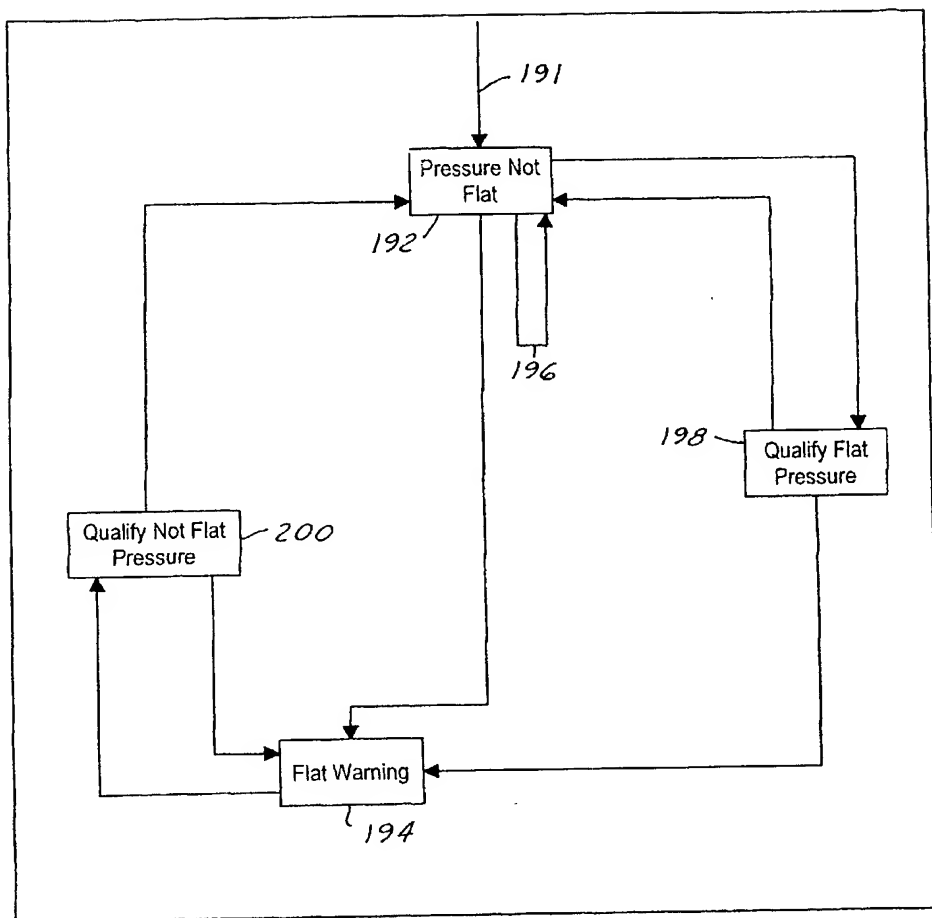 191
Pressure Not
Flat
192
196
198
Qualify Flat
Pressure
Qualify Not Flat
Pressure
200
Flat Warning
194